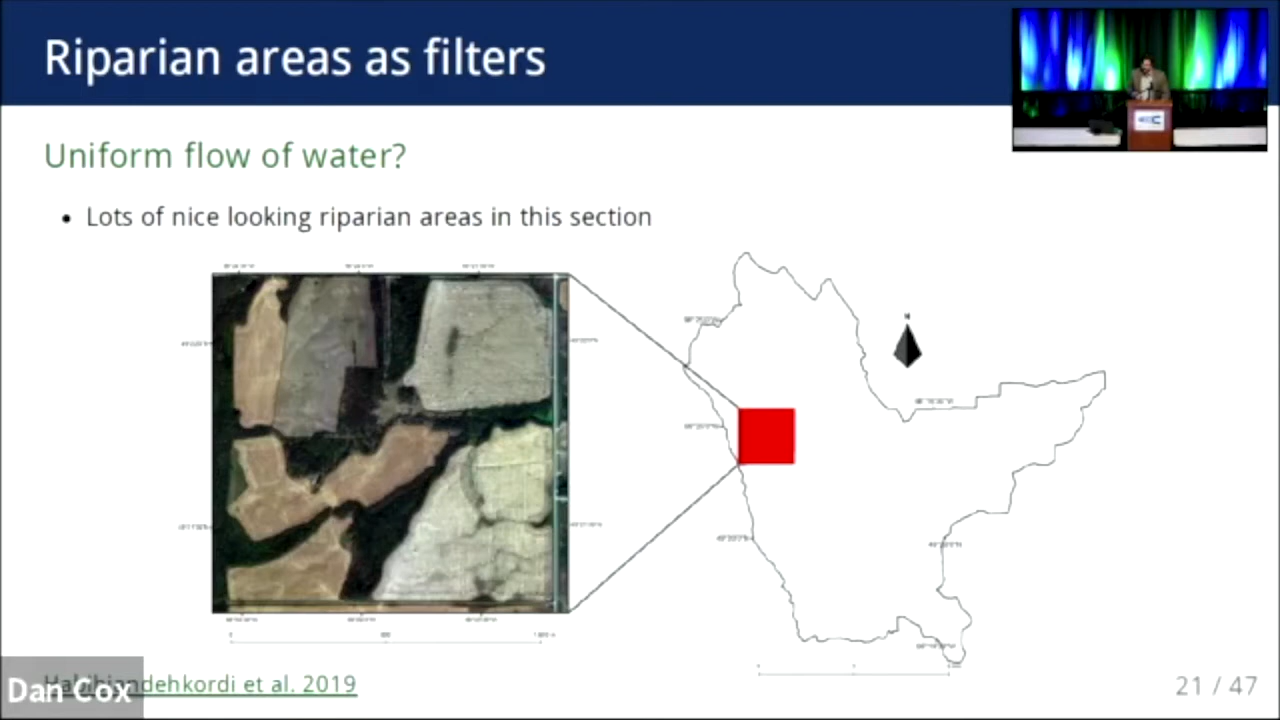 Riparian areas as filters
Uniform flow of water?
• Lots of nice looking riparian areas in this section
N
Dan Cox
et al. 2019
21 / 47